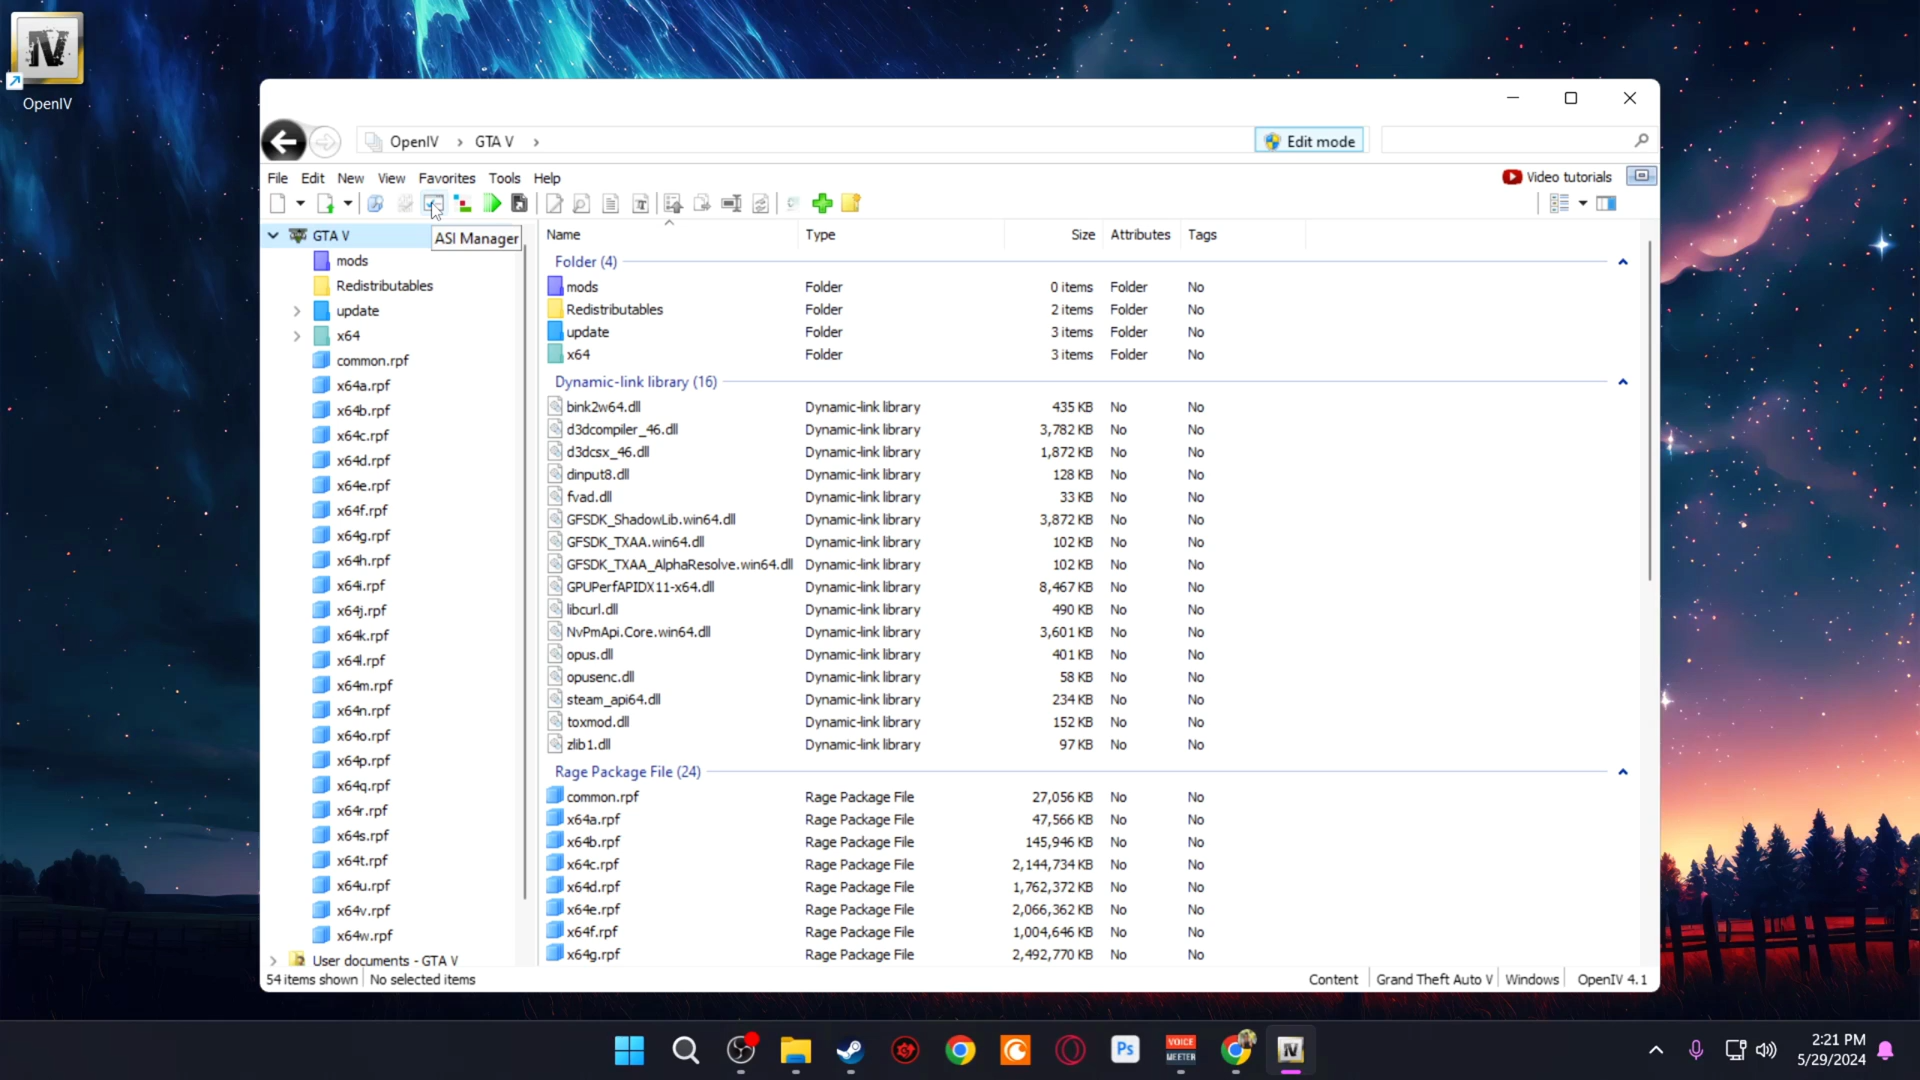 OpenIV
OpenIV
GTA V
Edit mode
File
Edit
New
View
Favorites
Tools
Help
Video tutorials
GTA V
ASI Manager
mods
Redistributables
update
x64
common.rpf
x64a.rpf
x64b.rpf
x64c.rpf
x64d.rpf
x64e.rpf
x64f.rpf
x64g.rpf
x64h.rpf
x64i.rpf
x64j.rpf
x64k.rpf
x64l.rpf
x64m.rpf
x64n.rpf
x64o.rpf
x64p.rpf
x64q.rpf
x64r.rpf
x64s.rpf
x64t.rpf
x64u.rpf
x64v.rpf
x64w.rpf
User documents - GTA V
Name Type Size Attributes Tags
Folder (4)
mods Folder 0 items Folder No
Redistributables Folder 2 items Folder No
update Folder 3 items Folder No
x64 Folder 3 items Folder No
Dynamic-link library (16)
bink2w64.dll Dynamic-link library 435 KB No No
d3dcompiler_46.dll Dynamic-link library 3,782 KB No No
d3dcsx_46.dll Dynamic-link library 1,872 KB No No
dinput8.dll Dynamic-link library 128 KB No No
fvad.dll Dynamic-link library 33 KB No No
GFSDK_ShadowLib.win64.dll Dynamic-link library 3,872 KB No No
GFSDK_TXAA.win64.dll Dynamic-link library 102 KB No No
GFSDK_TXAA_AlphaResolve.win64.dll Dynamic-link library 102 KB No No
GPUPerfAPIDX11-x64.dll Dynamic-link library 8,467 KB No No
libcurl.dll Dynamic-link library 490 KB No No
NvPmApi.Core.win64.dll Dynamic-link library 3,601 KB No No
opus.dll Dynamic-link library 401 KB No No
opusenc.dll Dynamic-link library 58 KB No No
steam_api64.dll Dynamic-link library 234 KB No No
toxmod.dll Dynamic-link library 152 KB No No
zlib1.dll Dynamic-link library 97 KB No No
Rage Package File (24)
common.rpf Rage Package File 27,056 KB No No
x64a.rpf Rage Package File 47,566 KB No No
x64b.rpf Rage Package File 145,946 KB No No
x64c.rpf Rage Package File 2,144,734 KB No No
x64d.rpf Rage Package File 1,762,372 KB No No
x64e.rpf Rage Package File 2,066,362 KB No No
x64f.rpf Rage Package File 1,004,646 KB No No
x64g.rpf Rage Package File 2,492,770 KB No No
54 items shown
No selected items
Content
Grand Theft Auto V
Windows
OpenIV 4.1
Ps
VOICE
MEETER
2:21 PM
5/29/2024